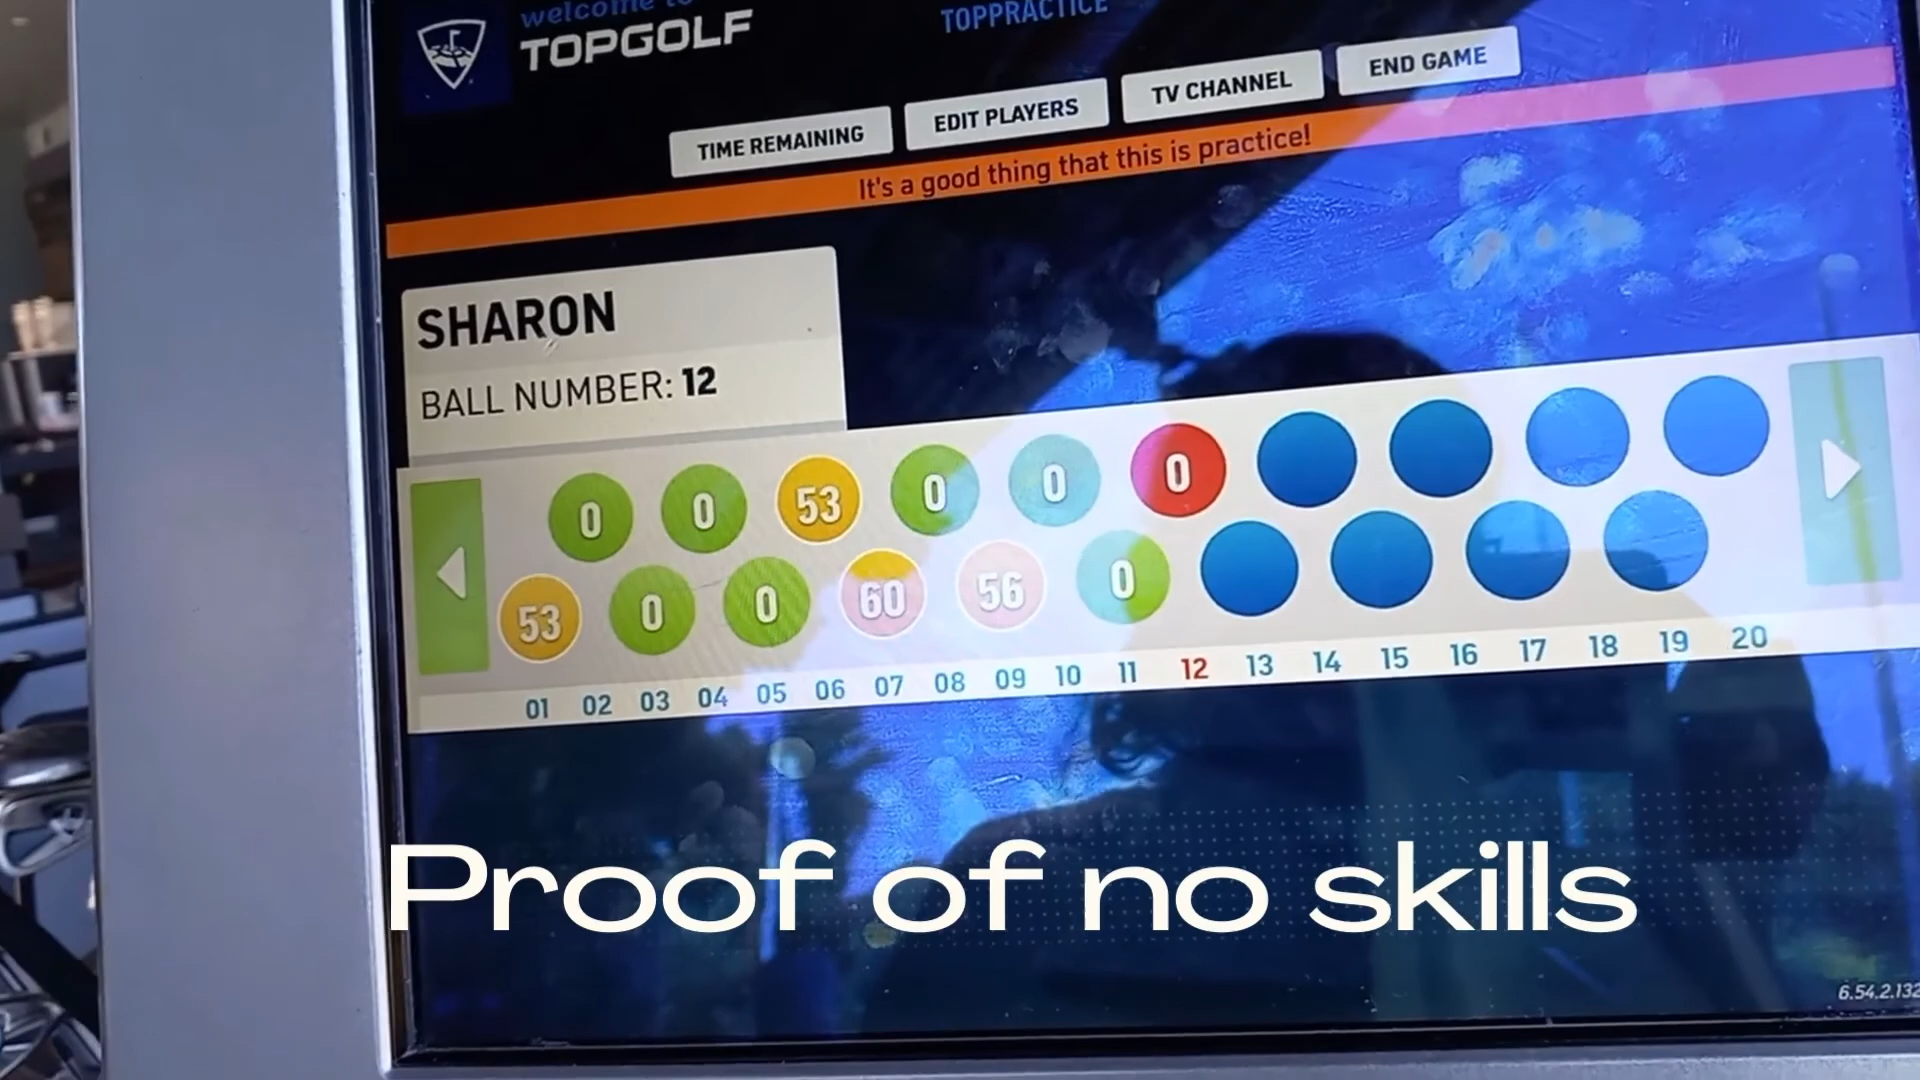 welcome to
TOPGOLF
TOPPRACTICE
TIME REMAINING
EDIT PLAYERS
TV CHANNEL
END GAME
It's a good thing that this is practice!
SHARON
BALL NUMBER: 12
0 0 53 0 0 0
53 0 0 60 56 0
01 02 03 04 05 06 07 08 09 10 11 12 13 14 15 16 17 18 19 20
Proof of no skills
6.54.2.132